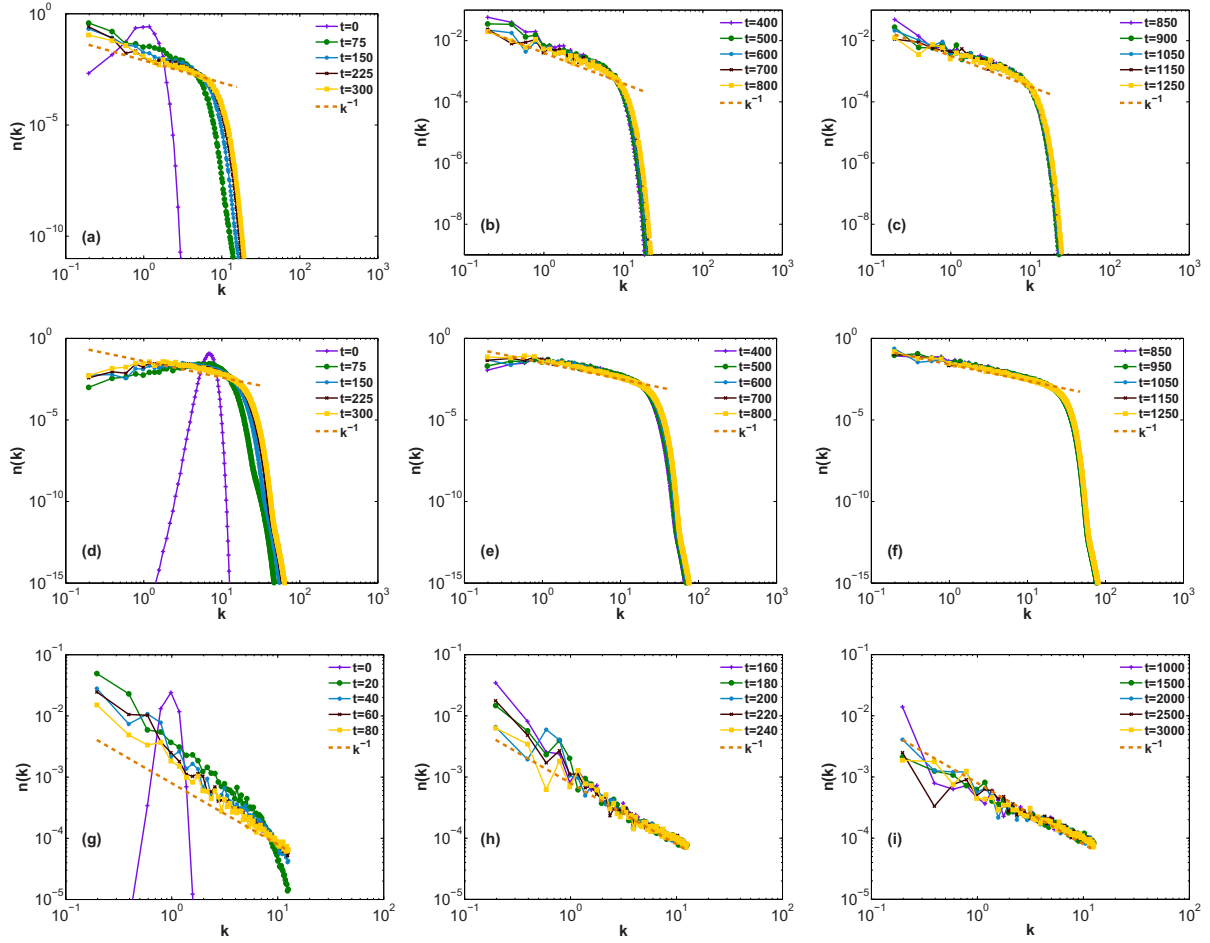 10^0
10^-5
10^-10
n(k)
(a)
t=0
t=75
t=150
t=225
t=300
k^-1
10^-1
10^0
10^1
10^2
10^3
k
10^-2
10^-4
10^-6
10^-8
n(k)
(b)
t=400
t=500
t=600
t=700
t=800
k^-1
10^-1
10^0
10^1
10^2
10^3
k
10^-2
10^-4
10^-6
10^-8
n(k)
(c)
t=850
t=900
t=1050
t=1150
t=1250
k^-1
10^-1
10^0
10^1
10^2
10^3
k
10^0
10^-5
10^-10
10^-15
n(k)
(d)
t=0
t=75
t=150
t=225
t=300
k^-1
10^-1
10^0
10^1
10^2
10^3
k
10^0
10^-5
10^-10
10^-15
n(k)
(e)
t=400
t=500
t=600
t=700
t=800
k^-1
10^-1
10^0
10^1
10^2
10^3
k
10^0
10^-5
10^-10
10^-15
n(k)
(f)
t=850
t=950
t=1050
t=1150
t=1250
k^-1
10^-1
10^0
10^1
10^2
10^3
k
10^-1
10^-2
10^-3
10^-4
10^-5
n(k)
(g)
t=0
t=20
t=40
t=60
t=80
k^-1
10^-1
10^0
10^1
10^2
k
10^-1
10^-2
10^-3
10^-4
10^-5
n(k)
(h)
t=160
t=180
t=200
t=220
t=240
k^-1
10^-1
10^0
10^1
10^2
k
10^-1
10^-2
10^-3
10^-4
10^-5
n(k)
(i)
t=1000
t=1500
t=2000
t=2500
t=3000
k^-1
10^-1
10^0
10^1
10^2
k